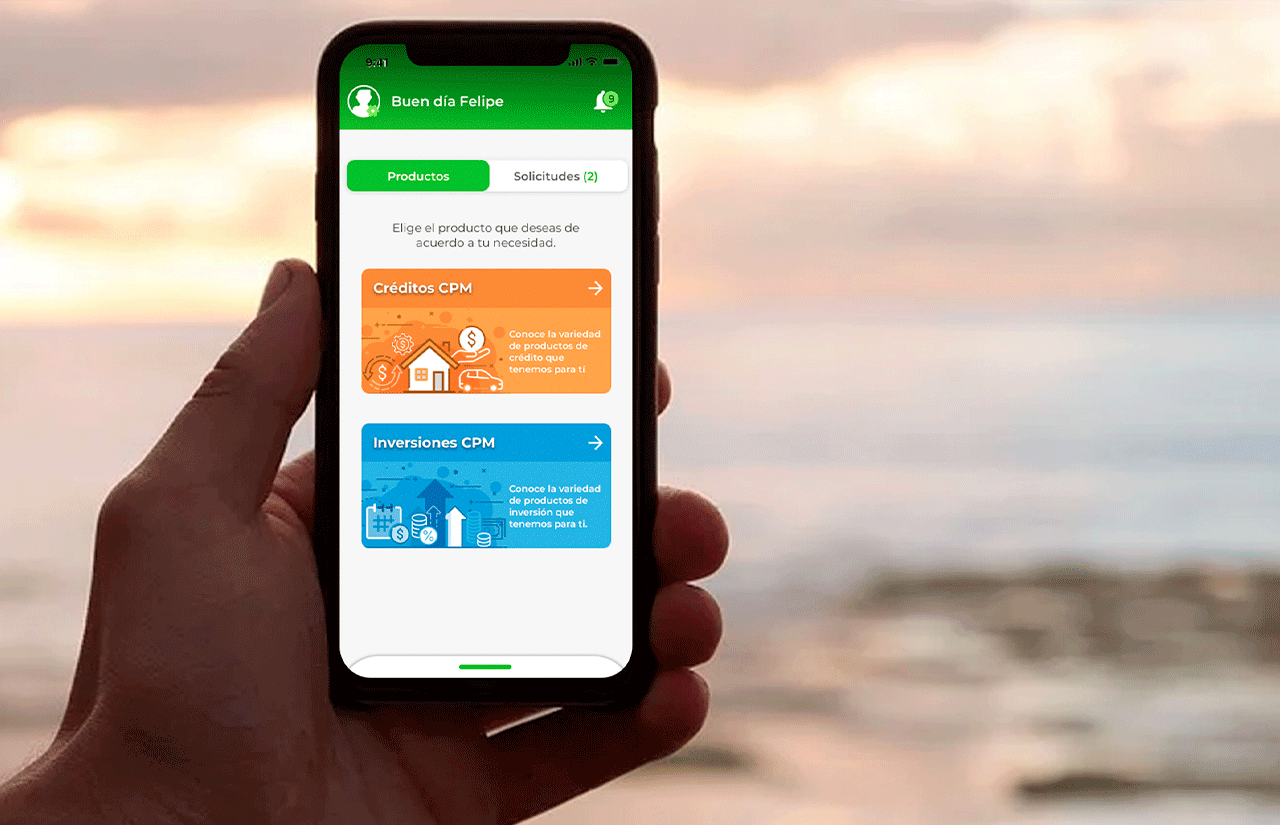 9:41
Buen día Felipe
9
Productos
Solicitudes (2)
Elige el producto que deseas de
acuerdo a tu necesidad.
Créditos CPM
$
$
Conoce la variedad
de productos de
crédito que
tenemos para ti
Inversiones CPM
$
%
Conoce la variedad
de productos de
inversión que
tenemos para ti.